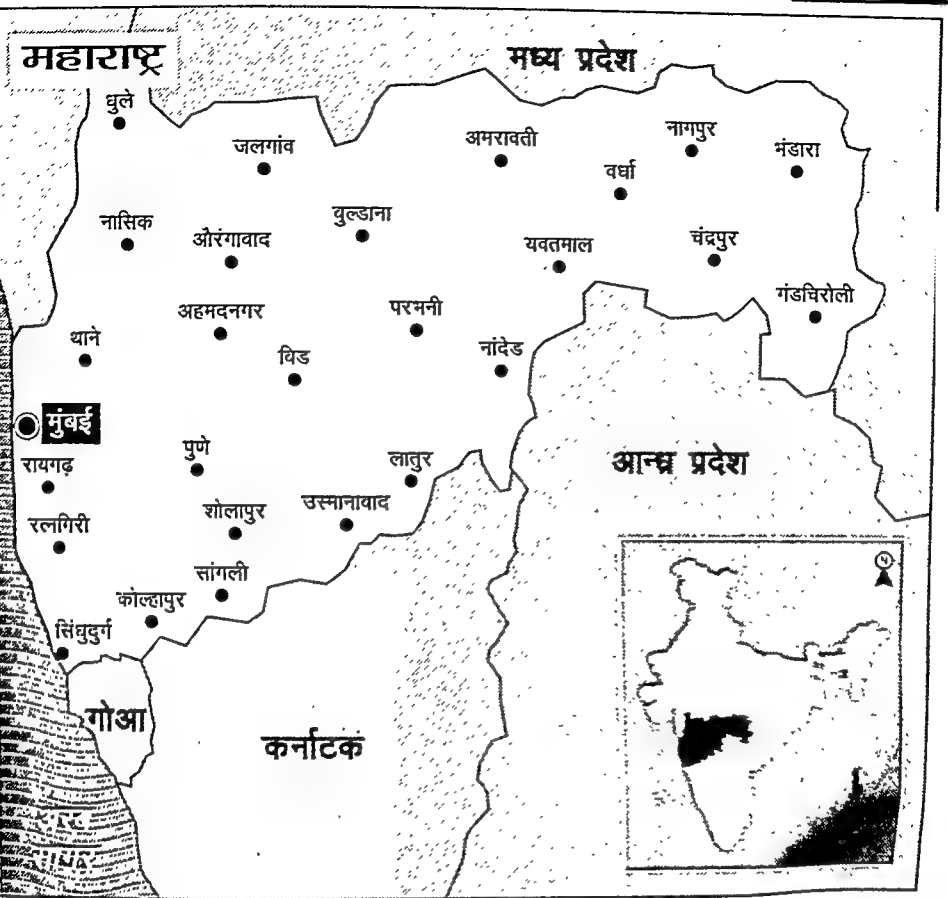 महाराष्ट्र
मध्य प्रदेश
धुले
जलगांव
अमरावती
नागपुर
भंडारा
वर्धा
नासिक
औरंगावाद
वुल्डाना
यवतमाल
चंद्रपुर
गंडचिरोली
अहमदनगर
परभनी
थाने
विड
नांदेड
मुंबई
पुणे
लातुर
आन्ध्र प्रदेश
रायगढ़
उस्मानावाद
शोलापुर
रत्नगिरी
सांगली
कोल्हापुर
सिंधुदुर्ग
गोआ
कर्नाटक
N